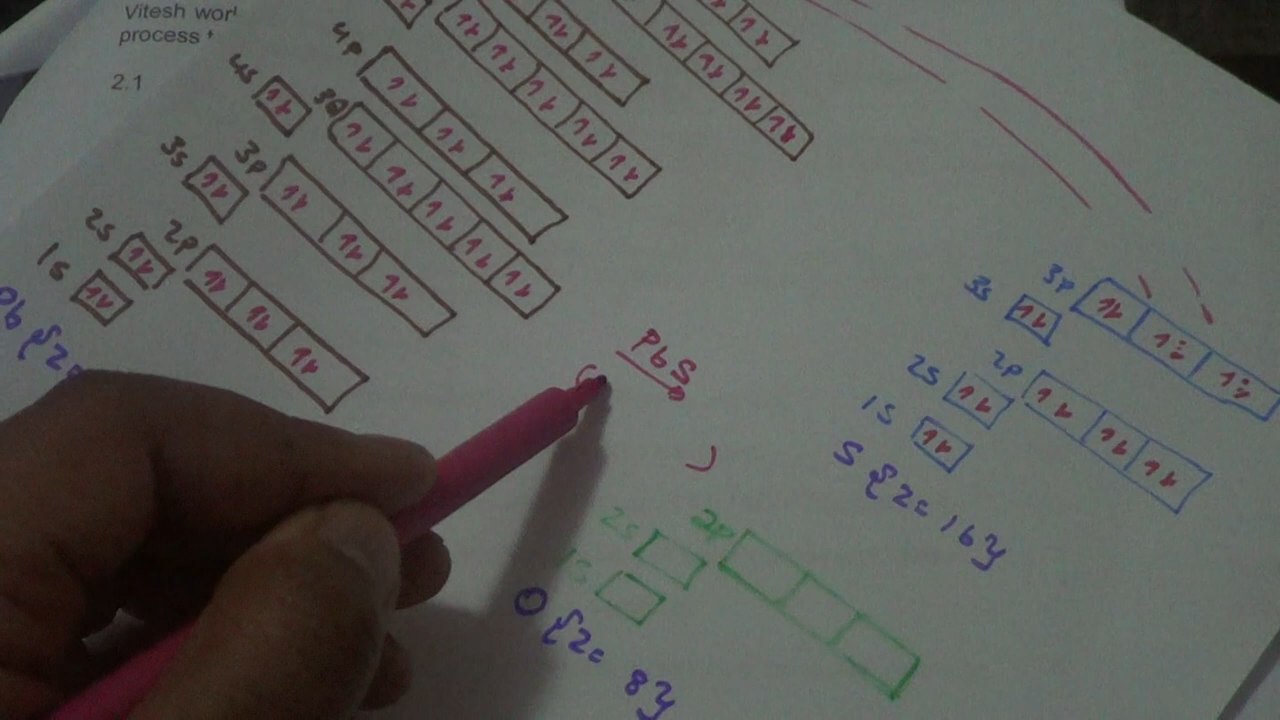 Vitesh
process
2.1
4p
4s
3d
3s
3p
2s
2p
1s
Pb {Z=
PbS
3s
3p
2s
2p
1s
S {Z= 16}
2s
2p
1s
O {Z= 8}